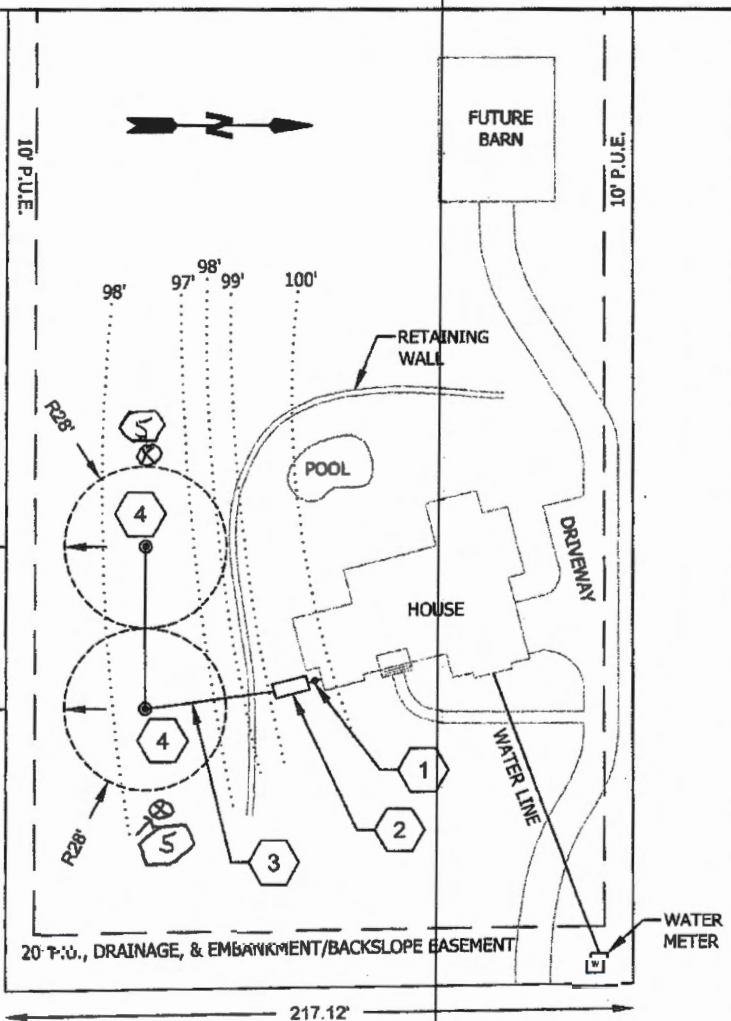 FUTURE
BARN
N
10' P.U.E.
10' P.U.E.
98'
97'
98'
99'
100'
RETAINING
WALL
R28'
5
POOL
4
DRIVEWAY
HOUSE
4
1
WATER LINE
2
R28'
5
3
WATER
METER
W
20' P.U., DRAINAGE, & EMBANKMENT/BACKSLOPE EASEMENT
217.12'